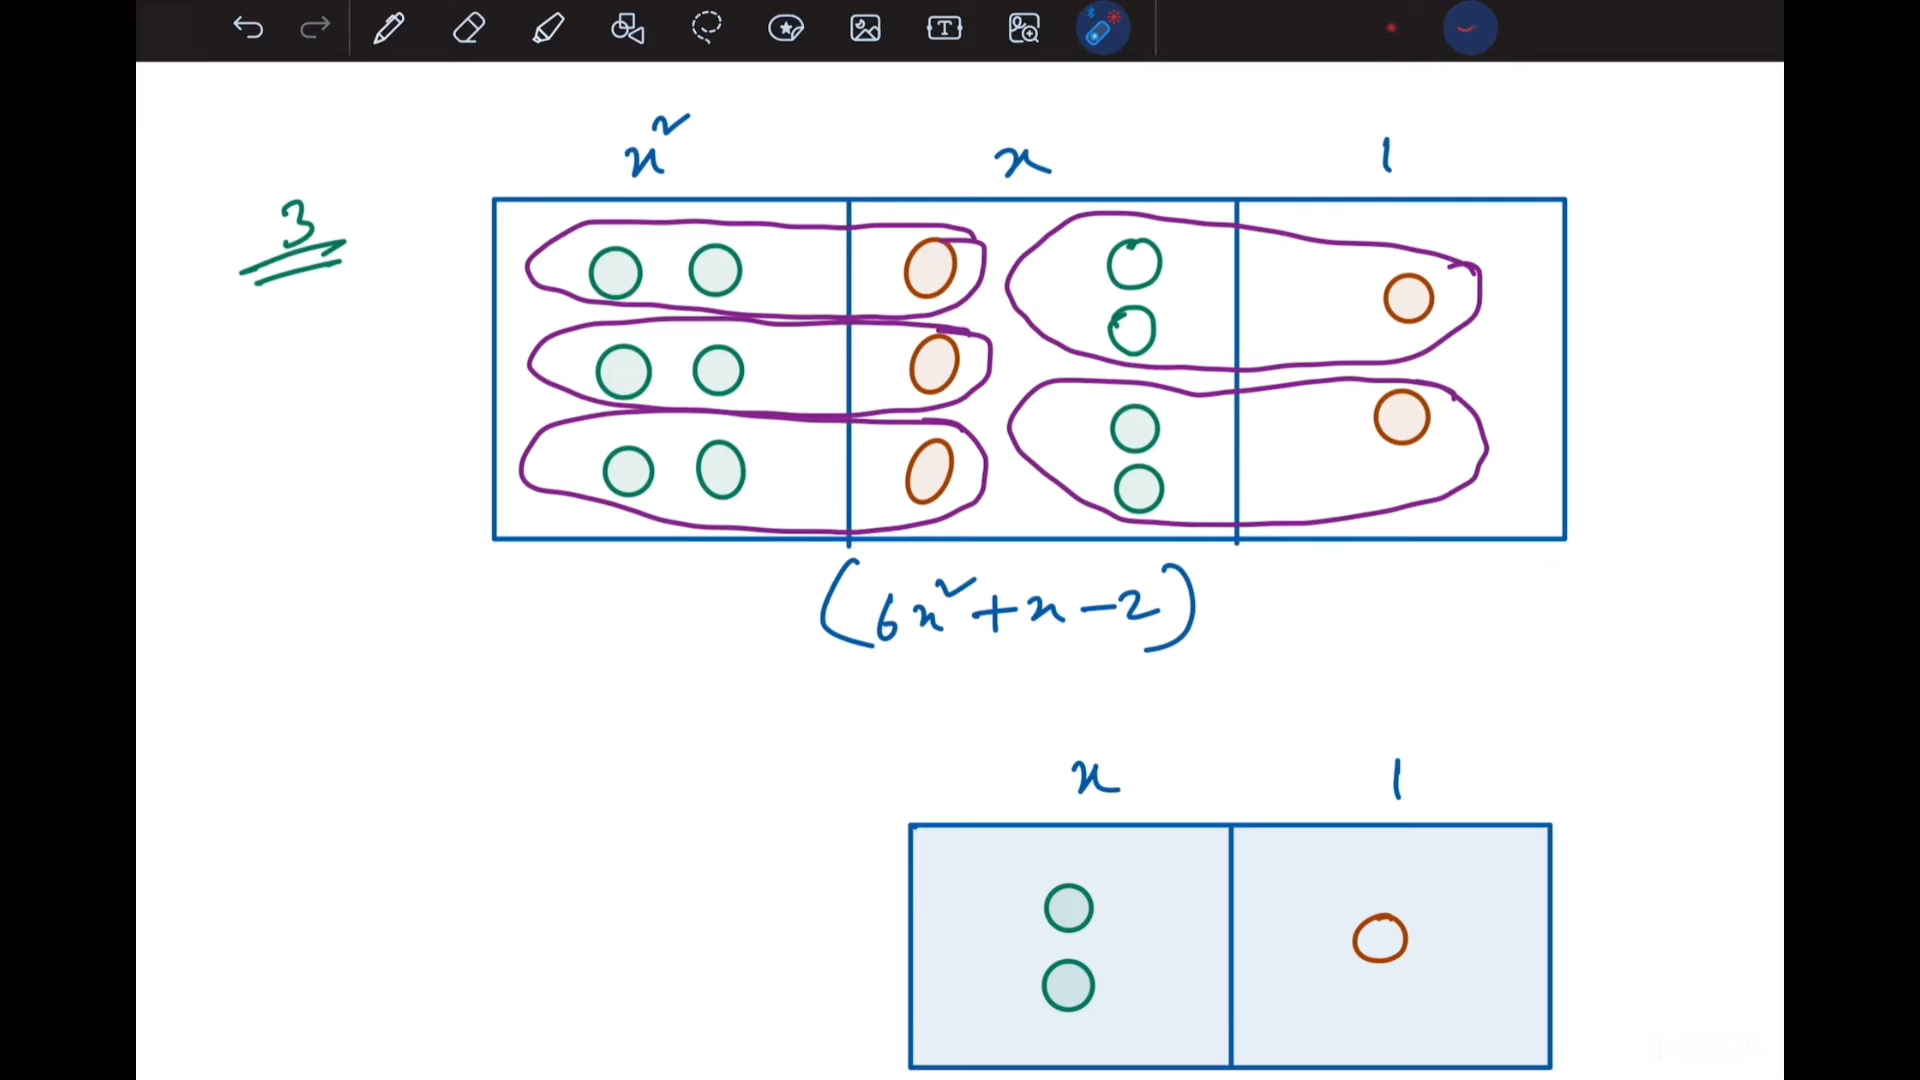 x² x 1
3
(6x²+x-2)
x 1